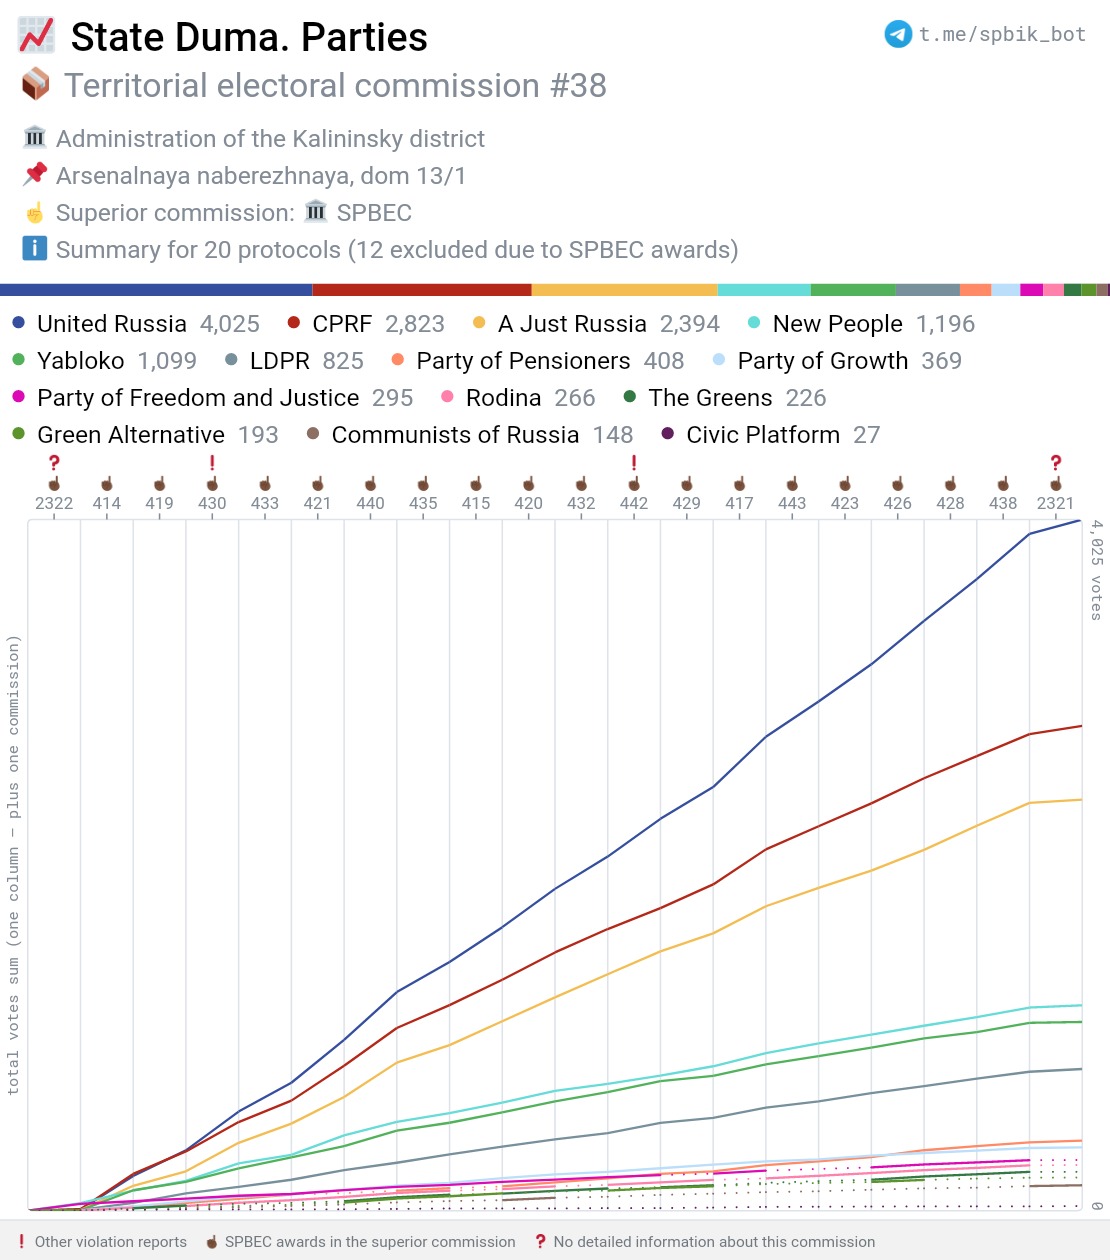 State Duma. Parties
t.me/spbik_bot
Territorial electoral commission #38
Administration of the Kalininsky district
Arsenalnaya naberezhnaya, dom 13/1
Superior commission: SPBEC
Summary for 20 protocols (12 excluded due to SPBEC awards)
United Russia 4,025 CPRF 2,823 A Just Russia 2,394 New People 1,196
Yabloko 1,099 LDPR 825 Party of Pensioners 408 Party of Growth 369
Party of Freedom and Justice 295 Rodina 266 The Greens 226
Green Alternative 193 Communists of Russia 148 Civic Platform 27
2322 414 419 430 433 421 440 435 415 420 432 442 429 417 443 423 426 428 438 2321
4,025 votes
total votes sum (one column – plus one commission)
0
Other violation reports SPBEC awards in the superior commission No detailed information about this commission